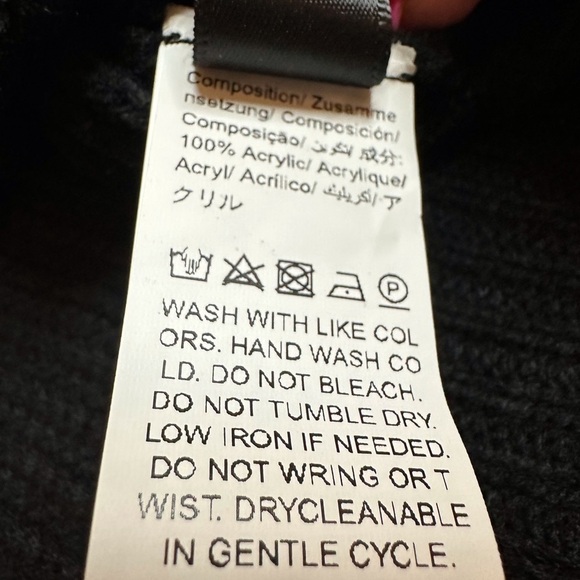 Composition/ Zusamme
nsetzung/ Composición/
Composição/ تكوين/ 成分:
100% Acrylic/ Acrylique/
Acryl/ Acrílico/ اكريليك/ ア
クリル
P
WASH WITH LIKE COL
ORS. HAND WASH CO
LD. DO NOT BLEACH.
DO NOT TUMBLE DRY.
LOW IRON IF NEEDED.
DO NOT WRING OR T
WIST. DRYCLEANABLE
IN GENTLE CYCLE.